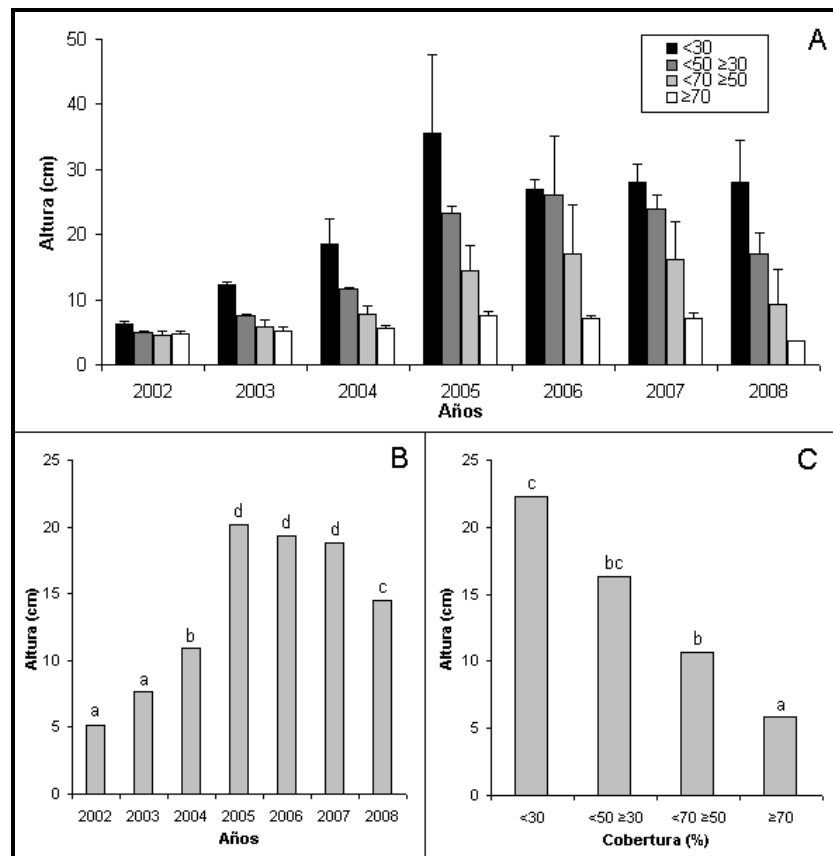 A
<30
<50 ≥30
<70 ≥50
≥70
Altura (cm)
50
40
30
20
10
0
2002 2003 2004 2005 2006 2007 2008
Años
B
Altura (cm)
25
20
15
10
5
0
a a b d d d c
2002 2003 2004 2005 2006 2007 2008
Años
C
Altura (cm)
25
20
15
10
5
0
c bc b a
<30 <50 ≥30 <70 ≥50 ≥70
Cobertura (%)